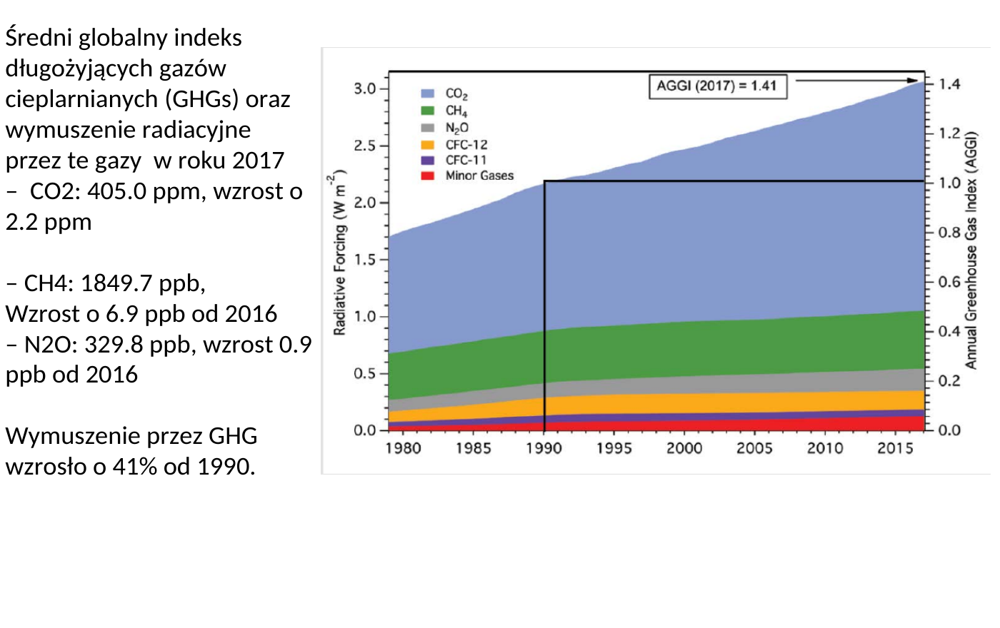 Średni globalny indeks
długożyjących gazów
cieplarnianych (GHGs) oraz
wymuszenie radiacyjne
przez te gazy  w roku 2017
–  CO2: 405.0 ppm, wzrost o
2.2 ppm
– CH4: 1849.7 ppb,
Wzrost o 6.9 ppb od 2016
– N2O: 329.8 ppb, wzrost 0.9
ppb od 2016
Wymuszenie przez GHG
wzrosło o 41% od 1990.
AGGI (2017) = 1.41
CO₂
CH₄
N₂O
CFC-12
CFC-11
Minor Gases
Radiative Forcing (W m⁻²)
3.0
2.5
2.0
1.5
1.0
0.5
0.0
1980 1985 1990 1995 2000 2005 2010 2015
1.4
1.2
1.0
0.8
0.6
0.4
0.2
0.0
Annual Greenhouse Gas Index (AGGI)